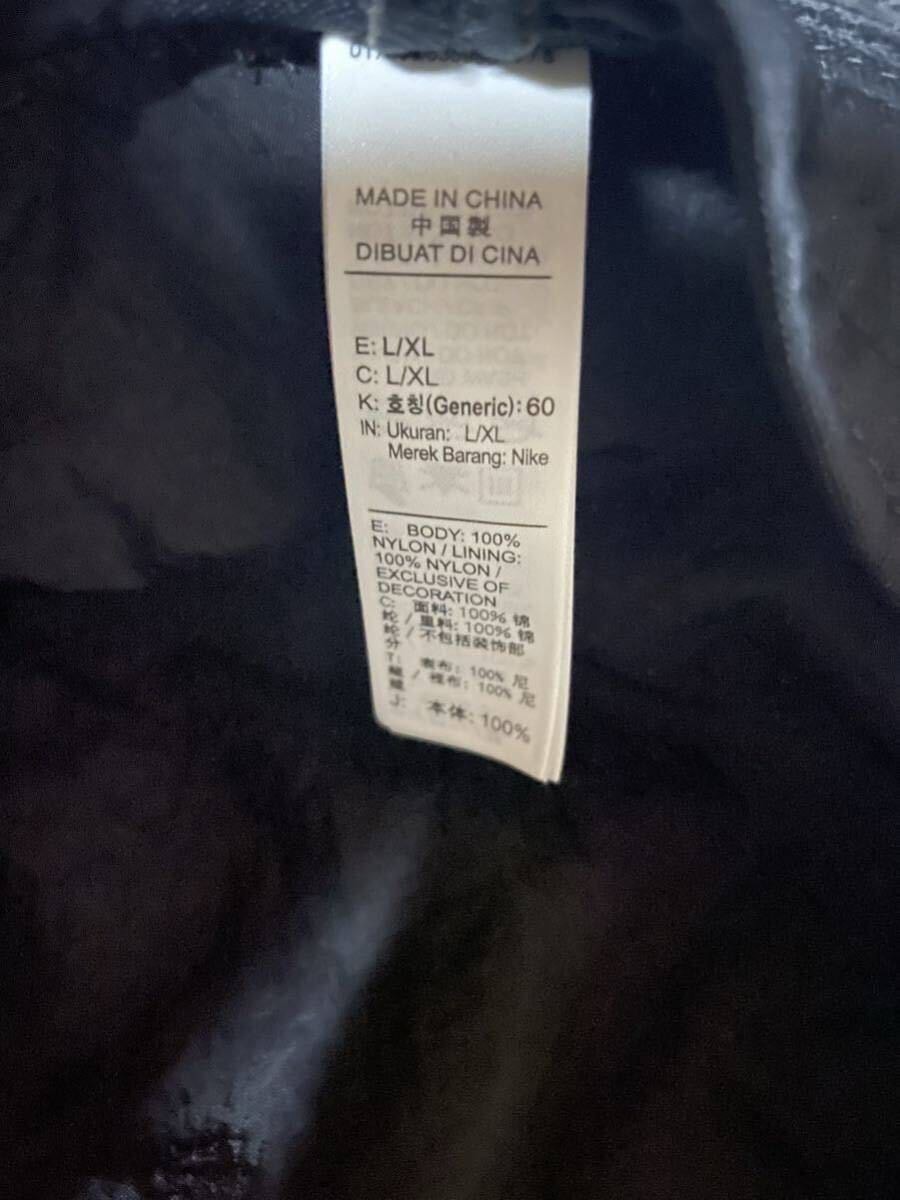 MADE IN CHINA
中国製
DIBUAT DI CINA
E: L/XL
C: L/XL
K: 호칭(Generic): 60
IN: Ukuran: L/XL
Merek Barang: Nike
E: BODY: 100%
NYLON / LINING:
100% NYLON /
EXCLUSIVE OF
DECORATION
C: 面料: 100% 锦
纶 / 里料: 100% 锦
纶 / 不包括装饰部
分
T: 表布: 100% 尼
龍 / 裡布: 100% 尼
龍
J: 本体: 100%